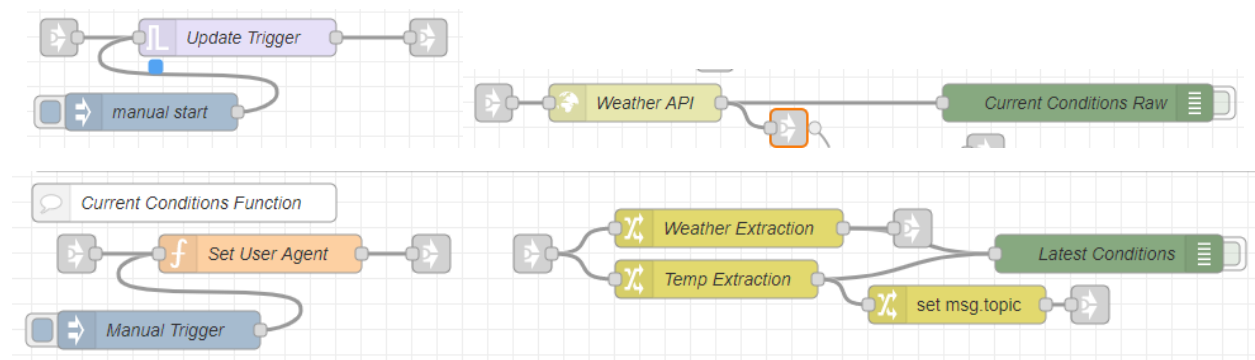 Update Trigger
manual start
Weather API
Current Conditions Raw
Current Conditions Function
Set User Agent
Manual Trigger
Weather Extraction
Temp Extraction
Latest Conditions
set msg.topic